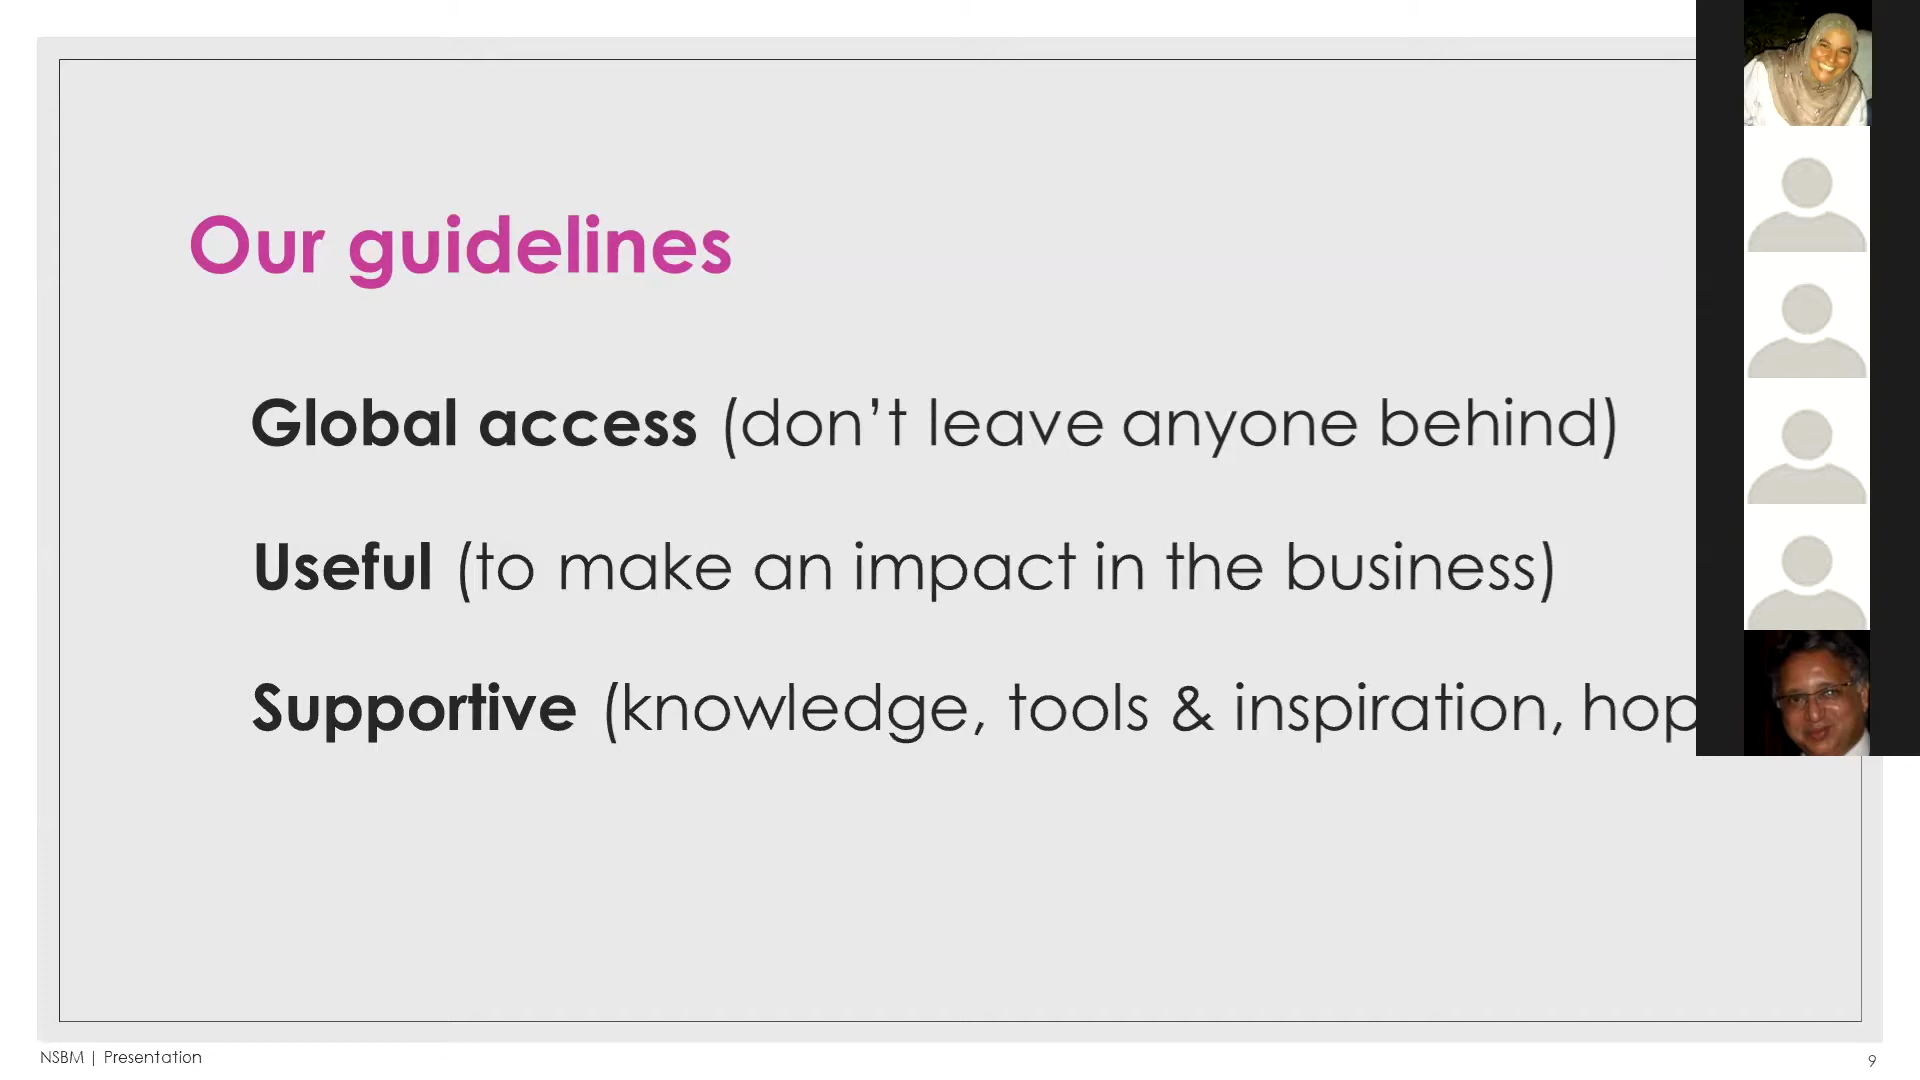 Our guidelines
Global access (don’t leave anyone behind)
Useful (to make an impact in the business)
Supportive (knowledge, tools & inspiration,
NSBM | Presentation
9